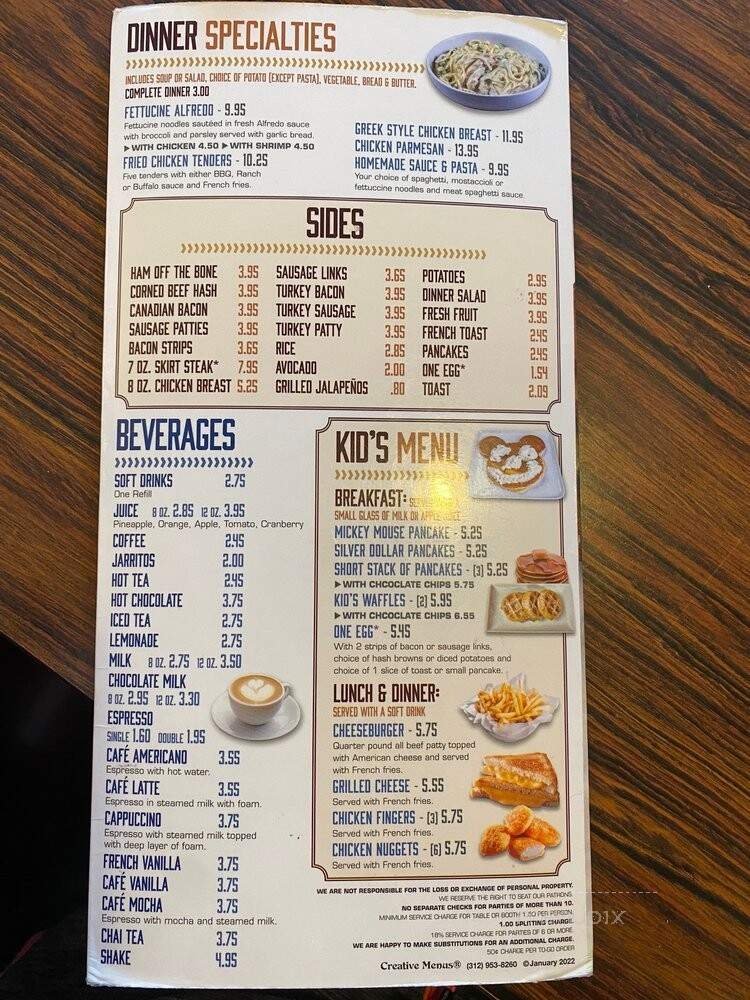 DINNER SPECIALTIES
INCLUDES SOUP OR SALAD, CHOICE OF POTATO (EXCEPT PASTA), VEGETABLE, BREAD & BUTTER.
COMPLETE DINNER 3.00
FETTUCINE ALFREDO - 9.95
Fettucine noodles sautéed in fresh Alfredo sauce
with broccoli and parsley served with garlic bread.
▶WITH CHICKEN 4.50 ▶WITH SHRIMP 4.50
FRIED CHICKEN TENDERS - 10.25
Five tenders with either BBQ, Ranch
or Buffalo sauce and French fries.
GREEK STYLE CHICKEN BREAST - 11.95
CHICKEN PARMESAN - 13.95
HOMEMADE SAUCE & PASTA - 9.95
Your choice of spaghetti, mostaccioli or
fettuccine noodles and meat spaghetti sauce.
SIDES
HAM OFF THE BONE 3.95
CORNED BEEF HASH 3.95
CANADIAN BACON 3.95
SAUSAGE PATTIES 3.95
BACON STRIPS 3.65
7 OZ. SKIRT STEAK* 7.95
8 OZ. CHICKEN BREAST 5.25
SAUSAGE LINKS 3.65
TURKEY BACON 3.95
TURKEY SAUSAGE 3.95
TURKEY PATTY 3.95
RICE 2.85
AVOCADO 2.00
GRILLED JALAPEÑOS .80
POTATOES 2.95
DINNER SALAD 3.95
FRESH FRUIT 3.95
FRENCH TOAST 2.45
PANCAKES 2.45
ONE EGG* 1.54
TOAST 2.09
BEVERAGES
SOFT DRINKS 2.75
One Refill
JUICE 8 OZ. 2.85 12 OZ. 3.95
Pineapple, Orange, Apple, Tomato, Cranberry
COFFEE 2.45
JARRITOS 2.00
HOT TEA 2.45
HOT CHOCOLATE 3.75
ICED TEA 2.75
LEMONADE 2.75
MILK 8 OZ. 2.75 12 OZ. 3.50
CHOCOLATE MILK
8 OZ. 2.95 12 OZ. 3.30
ESPRESSO
SINGLE 1.60 DOUBLE 1.95
CAFÉ AMERICANO 3.55
Espresso with hot water.
CAFÉ LATTE 3.55
Espresso in steamed milk with foam.
CAPPUCCINO 3.75
Espresso with steamed milk topped
with deep layer of foam.
FRENCH VANILLA 3.75
CAFÉ VANILLA 3.75
CAFÉ MOCHA 3.75
Espresso with mocha and steamed milk.
CHAI TEA 3.75
SHAKE 4.95
KID'S MENU
BREAKFAST:
SMALL GLASS OF MILK OR APPLE JUICE
MICKEY MOUSE PANCAKE - 5.25
SILVER DOLLAR PANCAKES - 5.25
SHORT STACK OF PANCAKES - (3) 5.25
▶WITH CHOCOLATE CHIPS 5.75
KID'S WAFFLES - (2) 5.95
▶WITH CHOCOLATE CHIPS 6.55
ONE EGG* - 5.45
With 2 strips of bacon or sausage links,
choice of hash browns or diced potatoes and
choice of 1 slice of toast or small pancake.
LUNCH & DINNER:
SERVED WITH A SOFT DRINK
CHEESEBURGER - 5.75
Quarter pound all beef patty topped
with American cheese and served
with French fries.
GRILLED CHEESE - 5.55
Served with French fries.
CHICKEN FINGERS - (3) 5.75
Served with French fries.
CHICKEN NUGGETS - (6) 5.75
Served with French fries.
WE ARE NOT RESPONSIBLE FOR THE LOSS OR EXCHANGE OF PERSONAL PROPERTY.
WE RESERVE THE RIGHT TO SEAT OUR PATRONS.
NO SEPARATE CHECKS FOR PARTIES OF MORE THAN 10.
MINIMUM SERVICE CHARGE FOR TABLE OR BOOTH 1.50 PER PERSON.
1.00 SPLITTING CHARGE.
18% SERVICE CHARGE FOR PARTIES OF 6 OR MORE.
WE ARE HAPPY TO MAKE SUBSTITUTIONS FOR AN ADDITIONAL CHARGE.
50¢ CHARGE PER TO-GO ORDER
Creative Menus® (312) 953-8260 ©January 2022